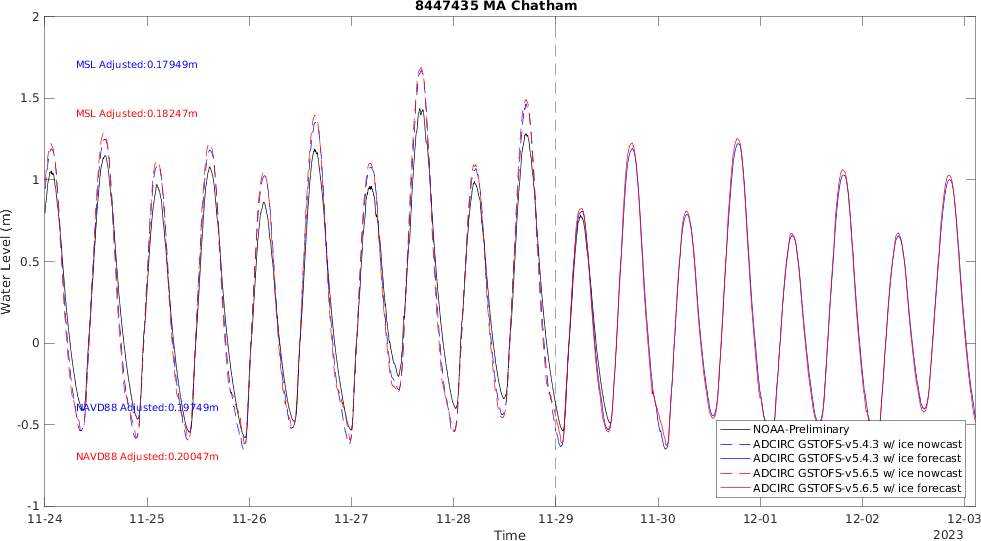 8447435 MA Chatham
2
1.5
1
0.5
0
-0.5
-1
Water Level (m)
MSL Adjusted:0.17949m
MSL Adjusted:0.18247m
NAVD88 Adjusted:0.19749m
NAVD88 Adjusted:0.20047m
NOAA-Preliminary
ADCIRC GSTOFS-v5.4.3 w/ ice nowcast
ADCIRC GSTOFS-v5.4.3 w/ ice forecast
ADCIRC GSTOFS-v5.6.5 w/ ice nowcast
ADCIRC GSTOFS-v5.6.5 w/ ice forecast
11-24 11-25 11-26 11-27 11-28 11-29 11-30 12-01 12-02 12-03
Time
2023